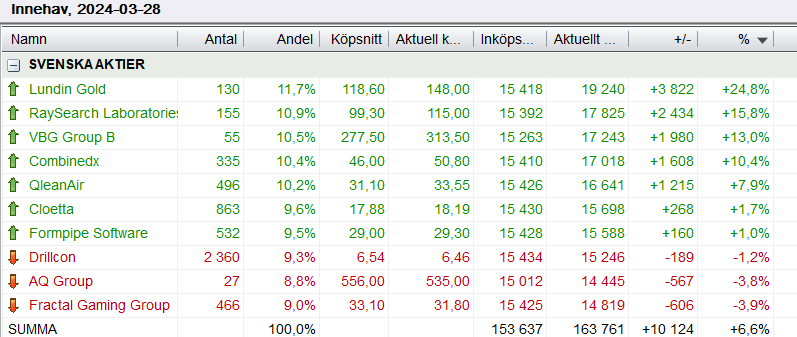 Innehav, 2024-03-28
Namn Antal Andel Köpsnitt Aktuell k... Inköps... Aktuellt ... +/- %
SVENSKA AKTIER
Lundin Gold 130 11,7% 118,60 148,00 15 418 19 240 +3 822 +24,8%
RaySearch Laboratories 155 10,9% 99,30 115,00 15 392 17 825 +2 434 +15,8%
VBG Group B 55 10,5% 277,50 313,50 15 263 17 243 +1 980 +13,0%
Combinedx 335 10,4% 46,00 50,80 15 410 17 018 +1 608 +10,4%
QleanAir 496 10,2% 31,10 33,55 15 426 16 641 +1 215 +7,9%
Cloetta 863 9,6% 17,88 18,19 15 430 15 698 +268 +1,7%
Formpipe Software 532 9,5% 29,00 29,30 15 428 15 588 +160 +1,0%
Drillcon 2 360 9,3% 6,54 6,46 15 434 15 246 -189 -1,2%
AQ Group 27 8,8% 556,00 535,00 15 012 14 445 -567 -3,8%
Fractal Gaming Group 466 9,0% 33,10 31,80 15 425 14 819 -606 -3,9%
SUMMA 100,0% 153 637 163 761 +10 124 +6,6%